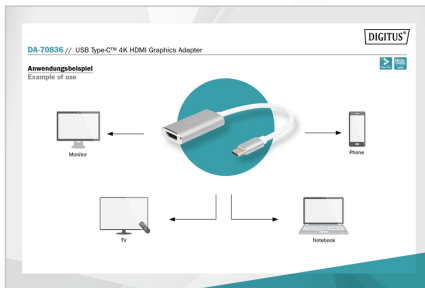 DIGITUS®
DA-70836 // USB Type-C™ 4K HDMI Graphics Adapter
Anwendungsbeispiel
Example of use
Monitor
Phone
TV
Notebook